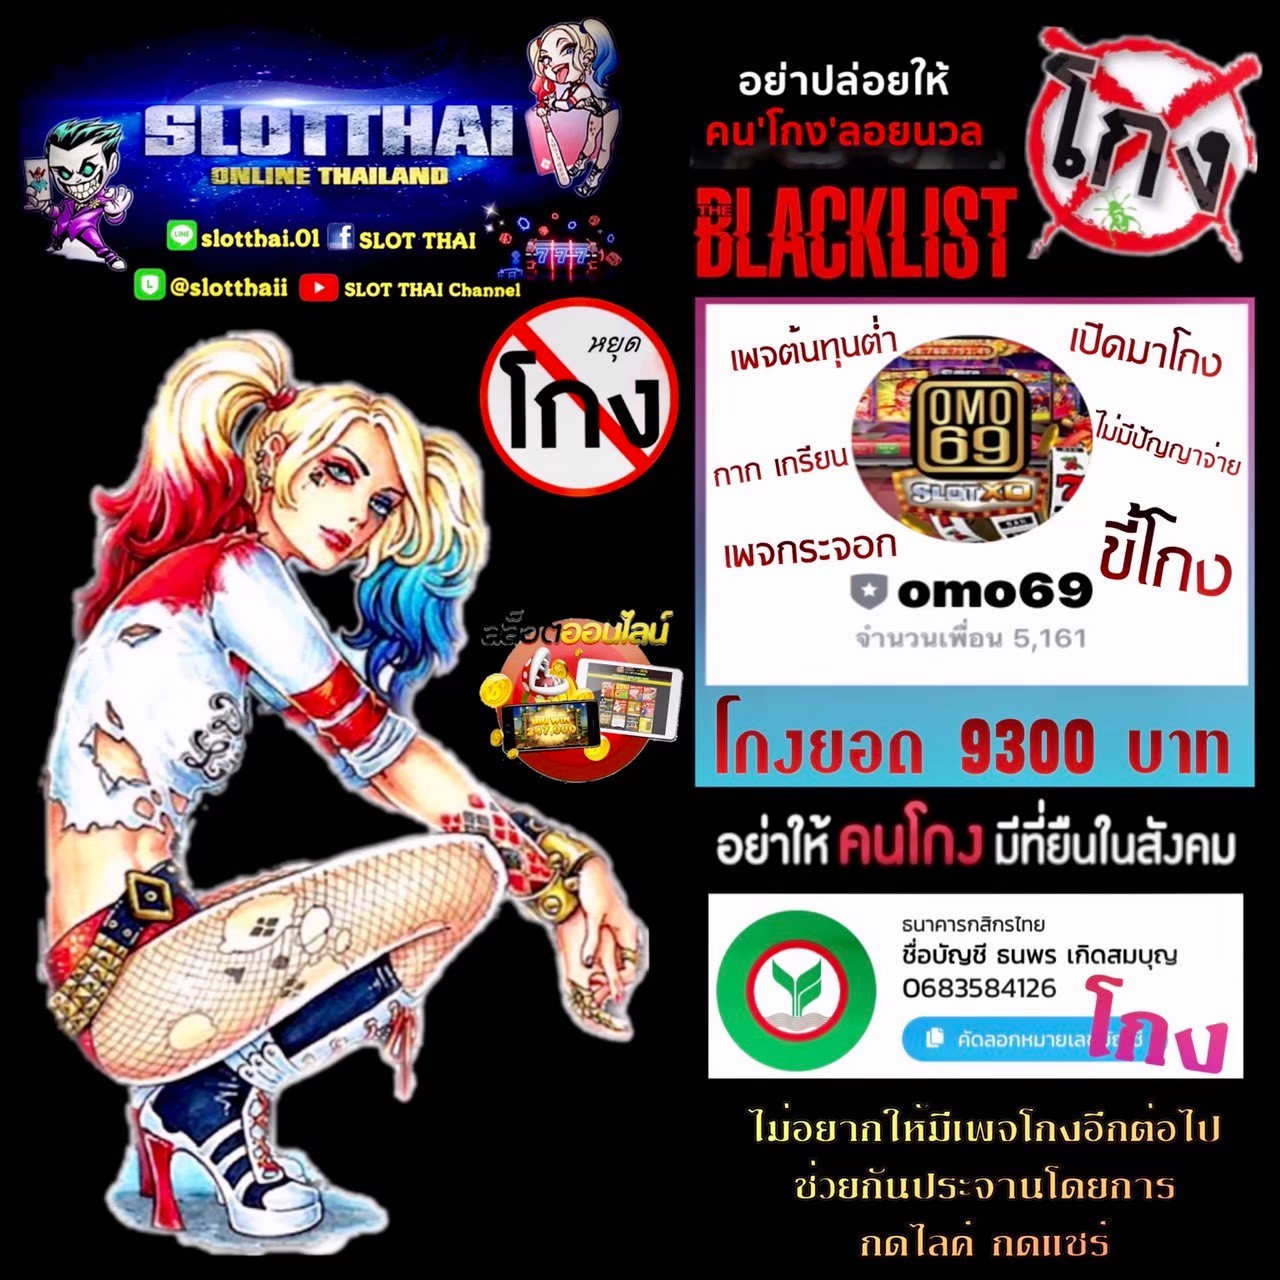 SLOTTHAI
ONLINE THAILAND
LINE slotthai.01 f SLOT THAI
L @slotthaii SLOT THAI Channel
777
อย่าปล่อยให้
คน'โกง'ลอยนวล
THE BLACKLIST
โกง
หยุด
โกง
เพจต้นทุนต่ำ
เปิดมาโกง
ไม่มีปัญญาจ่าย
กาก เกรียน
เพจกระจอก
ขี้โกง
OMO
69
SLOTXO
omo69
จำนวนเพื่อน 5,161
สล็อตออนไลน์
โกงยอด 9300 บาท
อย่าให้ คนโกง มีที่ยืนในสังคม
ธนาคารกสิกรไทย
ชื่อบัญชี ธนพร เกิดสมบุญ
0683584126
คัดลอกหมายเลขบัญชี
โกง
ไม่อยากให้มีเพจโกงอีกต่อไป
ช่วยกันประจานโดยการ
กดไลค์ กดแชร์